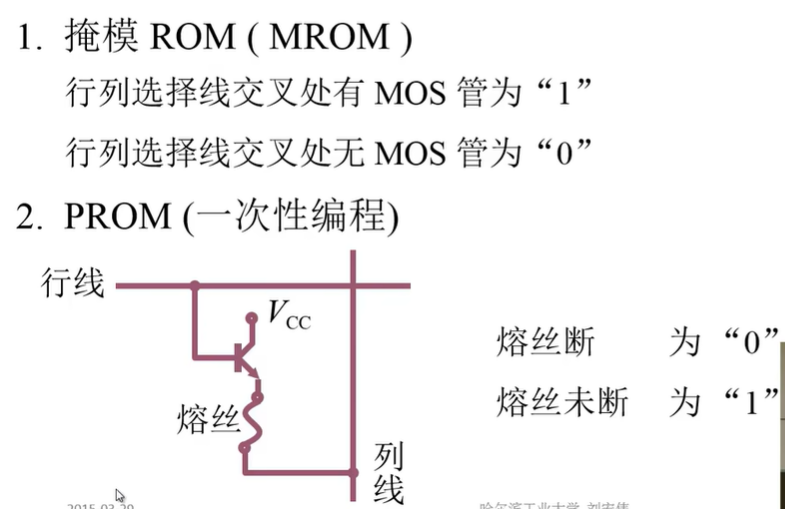 1. 掩模 ROM ( MROM )
行列选择线交叉处有 MOS 管为“1”
行列选择线交叉处无 MOS 管为“0”
2. PROM (一次性编程)
行线
VCC
熔丝断 为 “0”
熔丝未断 为 “1”
熔丝
列线
2015-03-29
哈尔滨工业大学 刘宏伟